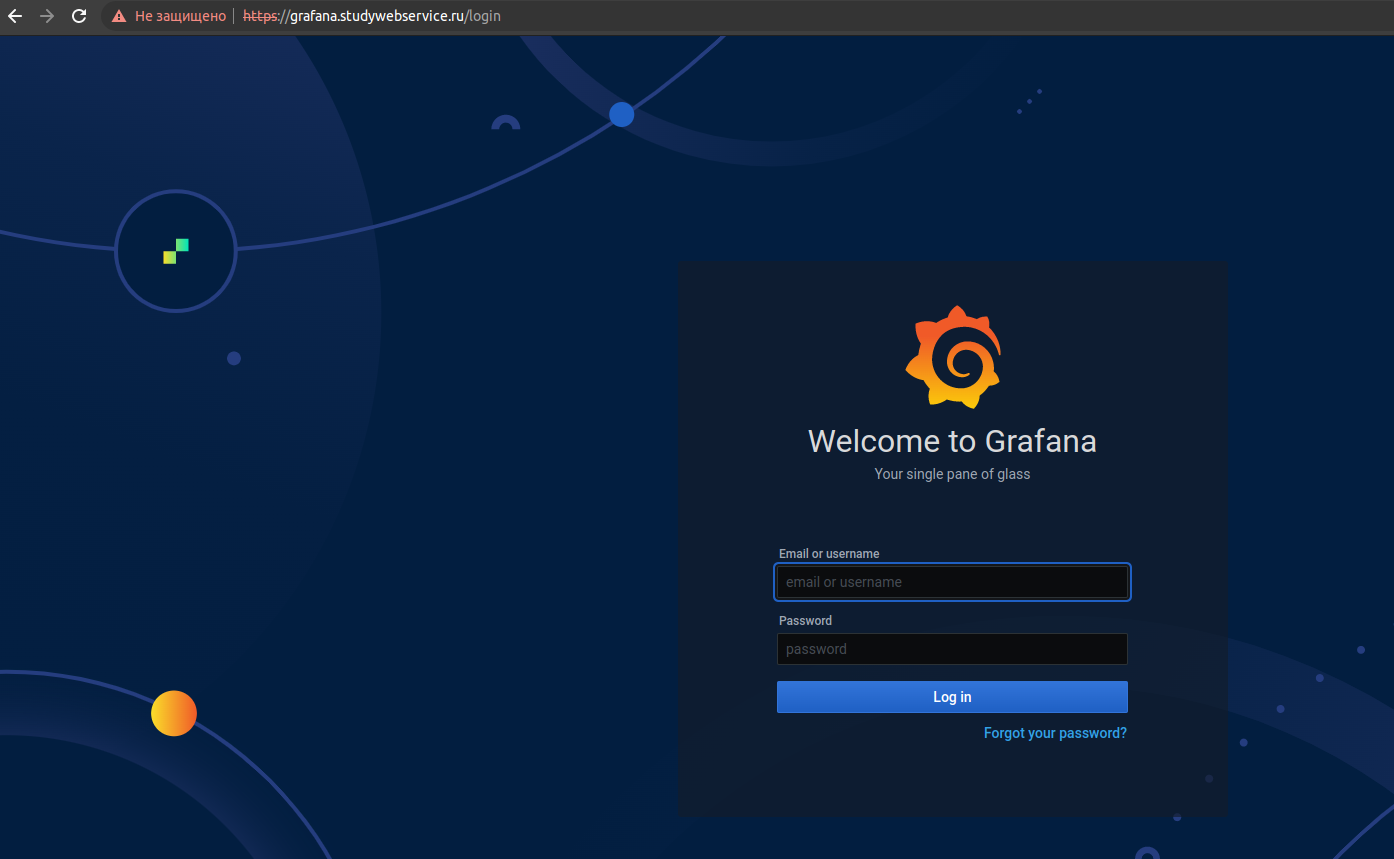 Не защищено https://grafana.studywebservice.ru/login
Welcome to Grafana
Your single pane of glass
Email or username
email or username
Password
password
Log in
Forgot your password?